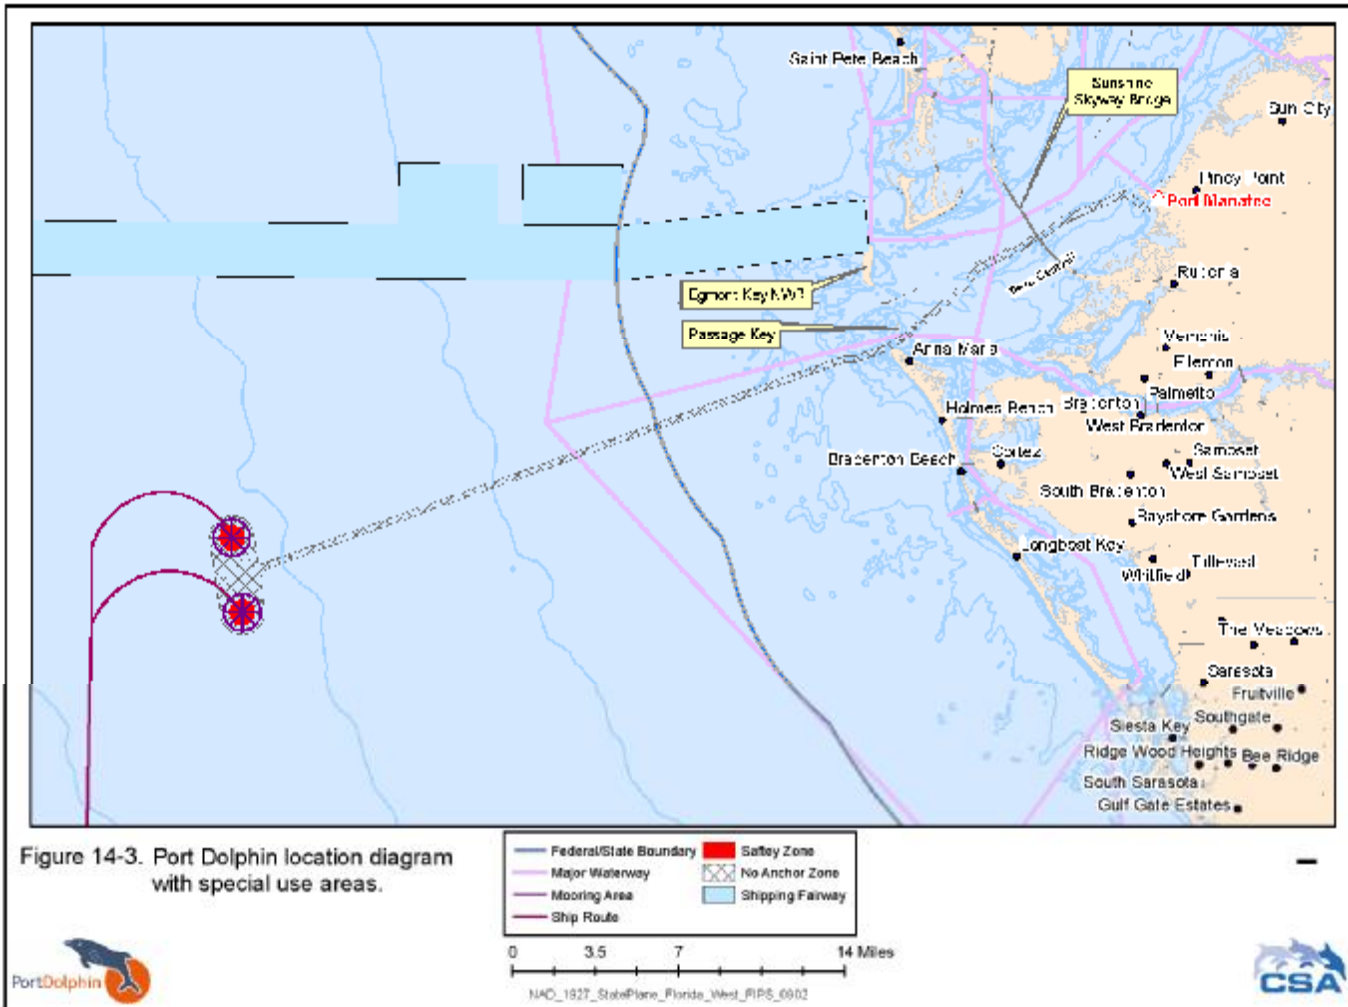 Saint Pete Beach
Sunshine
Skyway Bridge
Sun City
Piney Point
Port Manatee
Rubonia
Egmont Key NWR
Passage Key
Memphis
Ellenton
Anna Maria
Palmetto
Holmes Beach
Bradenton
West Bradenton
Bradenton Beach
Cortez
Samoset
West Samoset
South Bradenton
Bayshore Gardens
Longboat Key
Whitfield
Tallevast
The Meadows
Sarasota
Fruitville
Siesta Key
Southgate
Ridge Wood Heights
Bee Ridge
South Sarasota
Gulf Gate Estates
Figure 14-3. Port Dolphin location diagram
with special use areas.
Federal/State Boundary
Major Waterway
Mooring Area
Ship Route
Saftey Zone
No Anchor Zone
Shipping Fairway
0 3.5 7 14 Miles
NAD_1927_StatePlane_Florida_West_FIPS_0902
PortDolphin
CSA